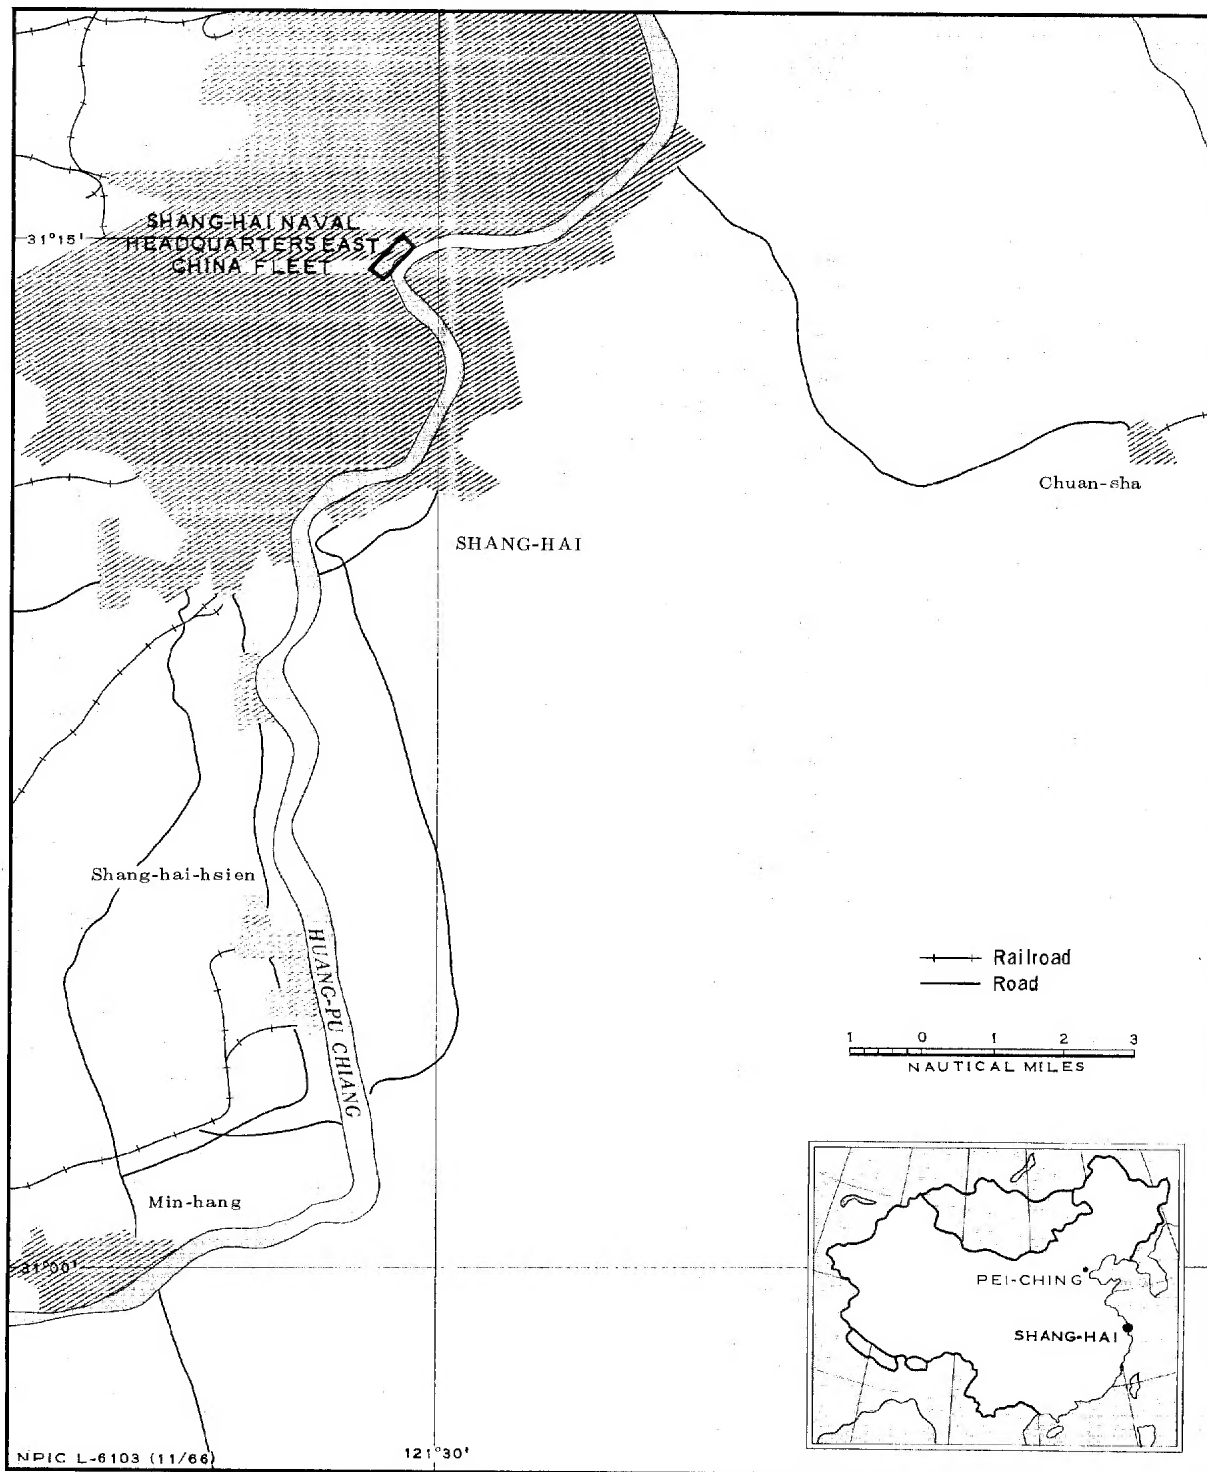 SHANG-HAI NAVAL
HEADQUARTERS EAST
CHINA FLEET
31°15'
Chuan-sha
SHANG-HAI
Shang-hai-hsien
HUANG-PU CHIANG
Railroad
Road
1 0 1 2 3
NAUTICAL MILES
Min-hang
31°00'
PEI-CHING
SHANG-HAI
NPIC L-6103 (11/66)
121°30'